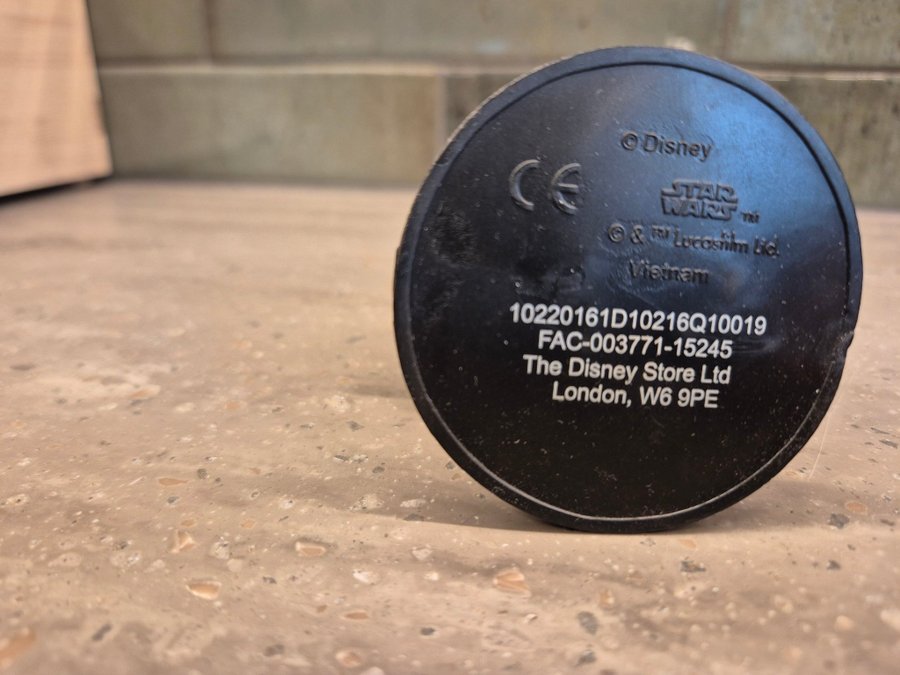 © Disney
CE
STAR
WARS TM
© & TM Lucasfilm Ltd.
Vietnam
10220161D10216Q10019
FAC-003771-15245
The Disney Store Ltd
London, W6 9PE